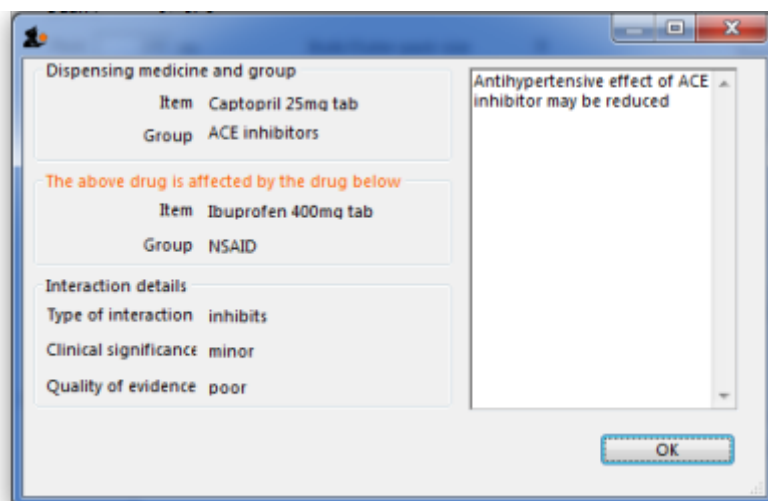 Dispensing medicine and group
Item Captopril 25mg tab
Group ACE inhibitors
The above drug is affected by the drug below
Item Ibuprofen 400mg tab
Group NSAID
Interaction details
Type of interaction inhibits
Clinical significance minor
Quality of evidence poor
Antihypertensive effect of ACE
inhibitor may be reduced
OK